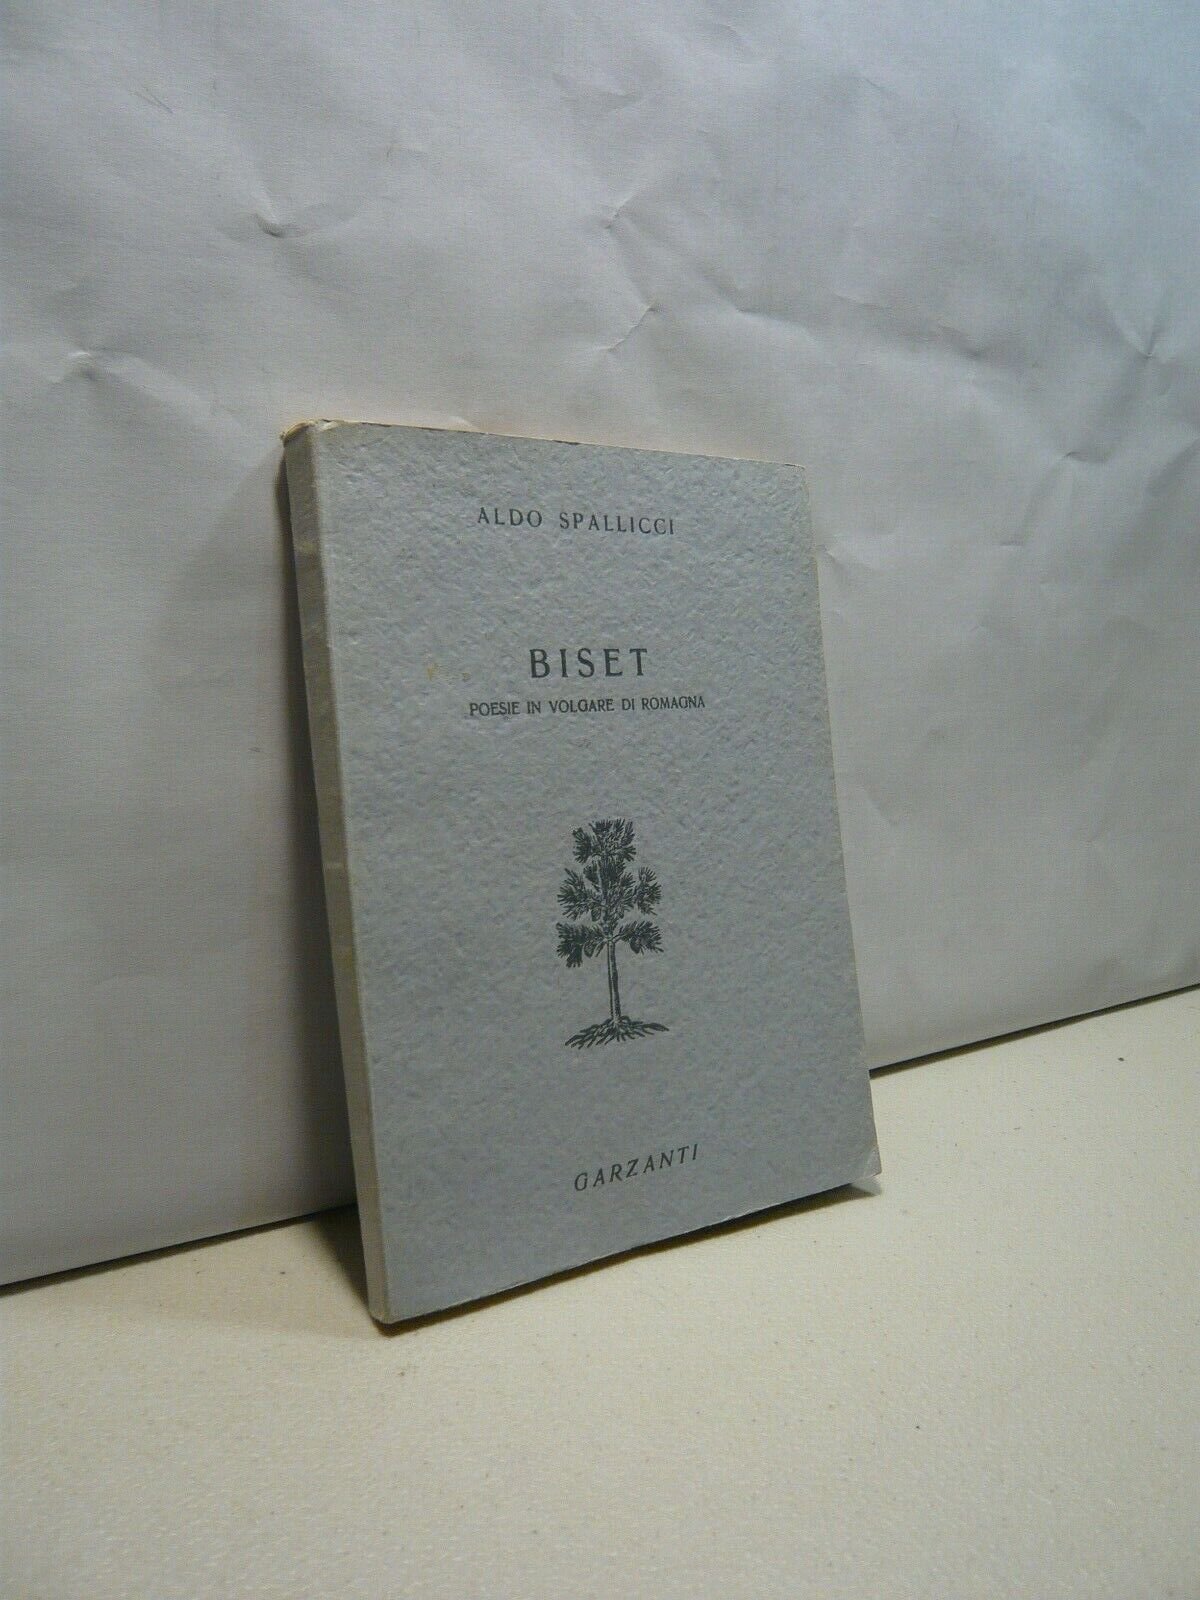 ALDO SPALLICCI
BISET
POESIE IN VOLGARE DI ROMAGNA
GARZANTI